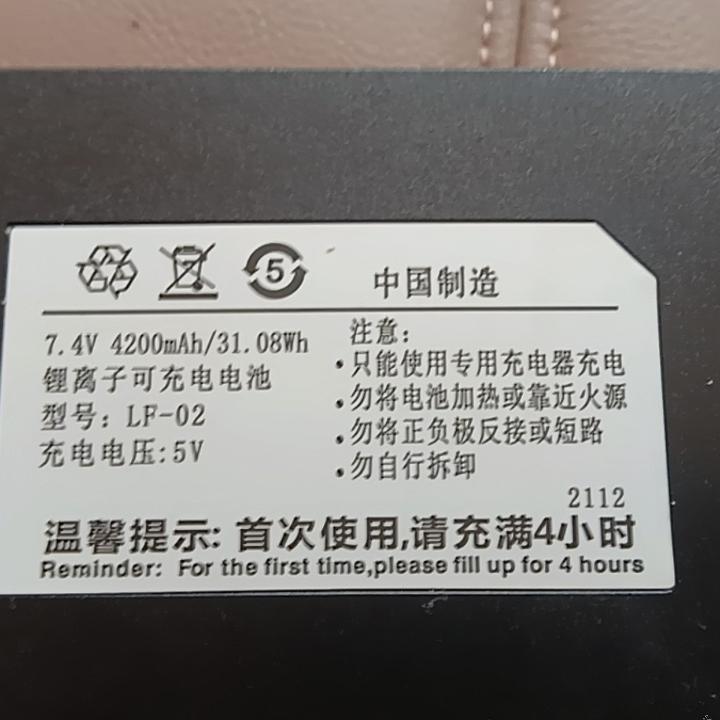 5
中国制造
7.4V 4200mAh/31.08Wh
锂离子可充电电池
型号: LF-02
充电电压:5V
注意:
·只能使用专用充电器充电
·勿将电池加热或靠近火源
·勿将正负极反接或短路
·勿自行拆卸
2112
温馨提示: 首次使用,请充满4小时
Reminder: For the first time,please fill up for 4 hours